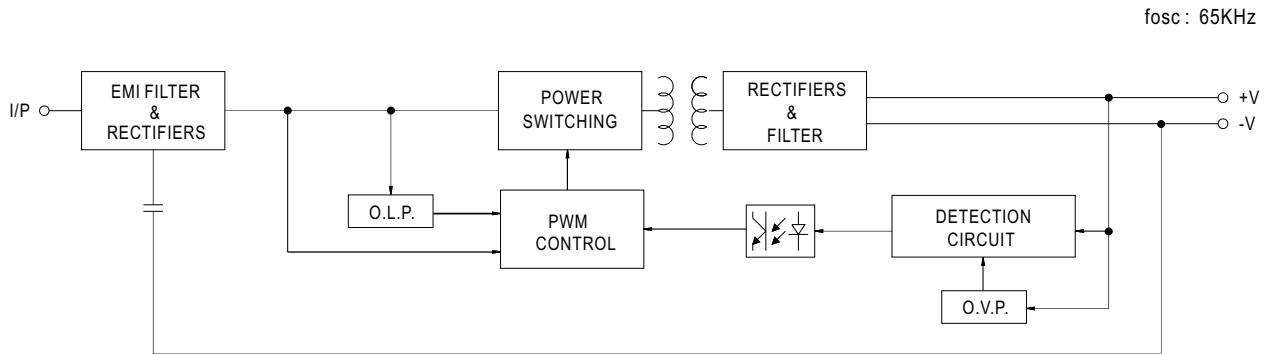 fosc : 65KHz
I/P
EMI FILTER
&
RECTIFIERS
POWER
SWITCHING
RECTIFIERS
&
FILTER
+V
-V
O.L.P.
PWM
CONTROL
DETECTION
CIRCUIT
O.V.P.